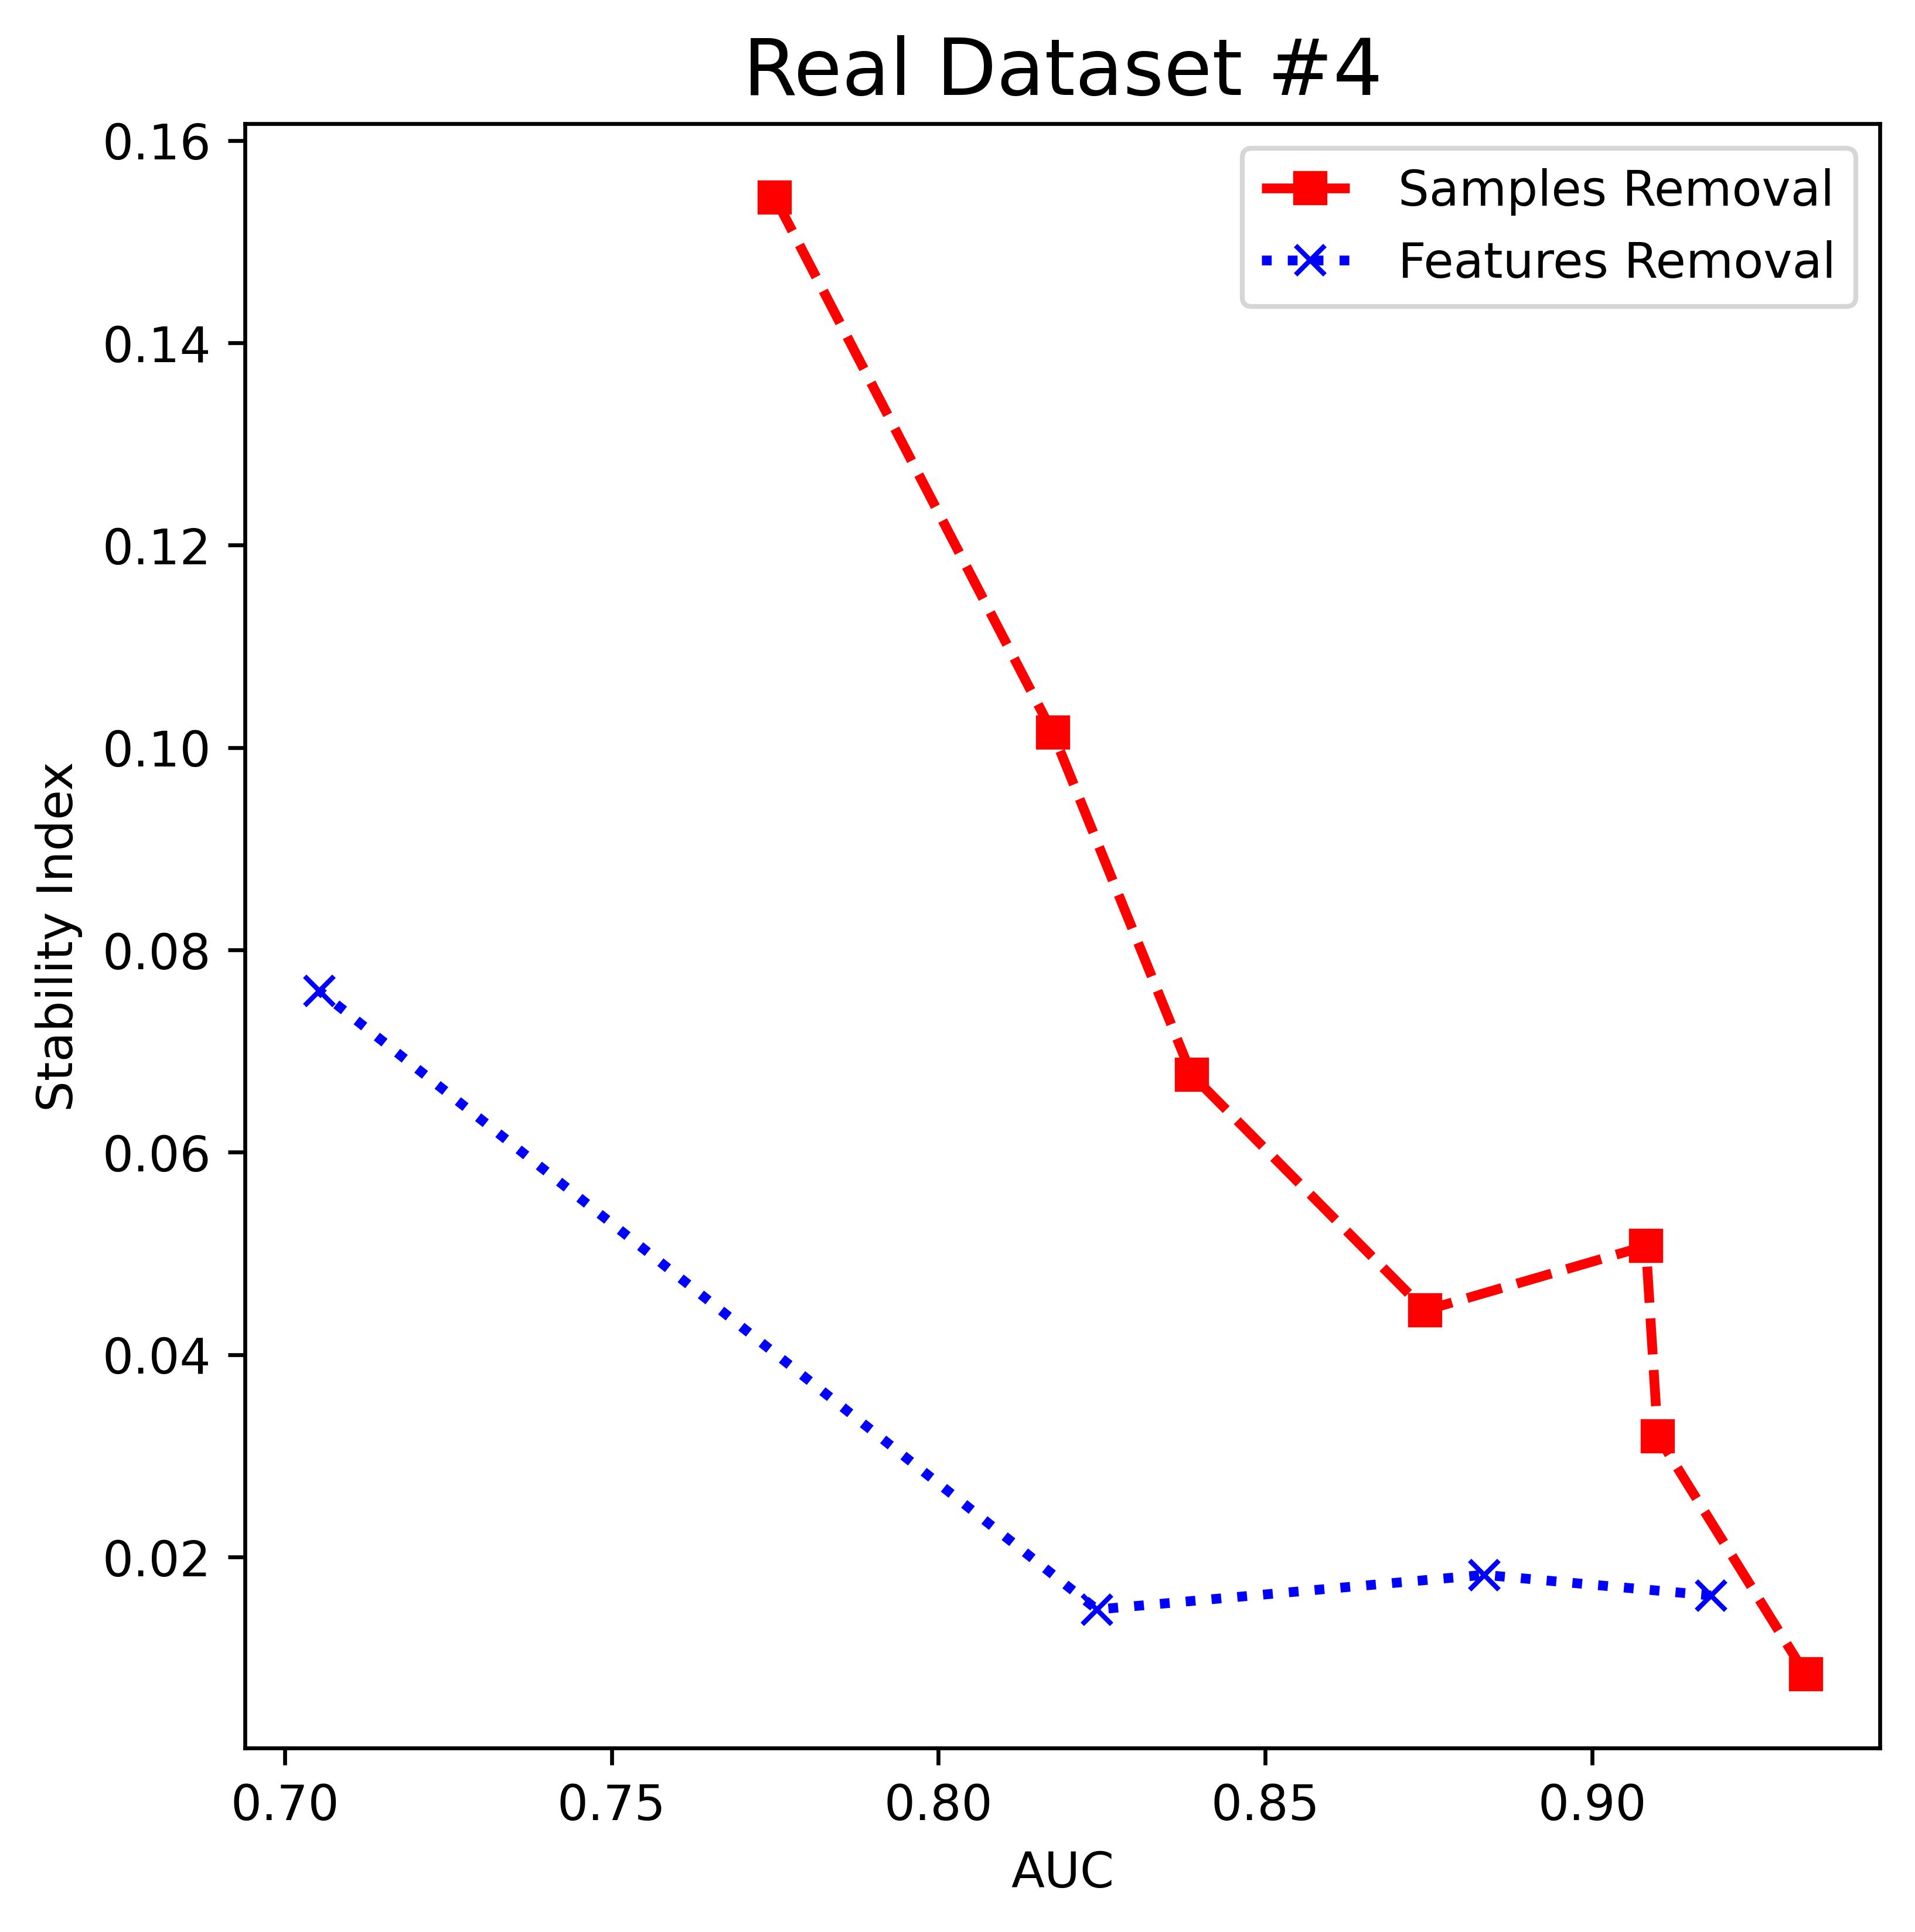 Real Dataset #4
Samples Removal
Features Removal
0.16
0.14
0.12
0.10
0.08
0.06
0.04
0.02
Stability Index
0.70 0.75 0.80 0.85 0.90
AUC